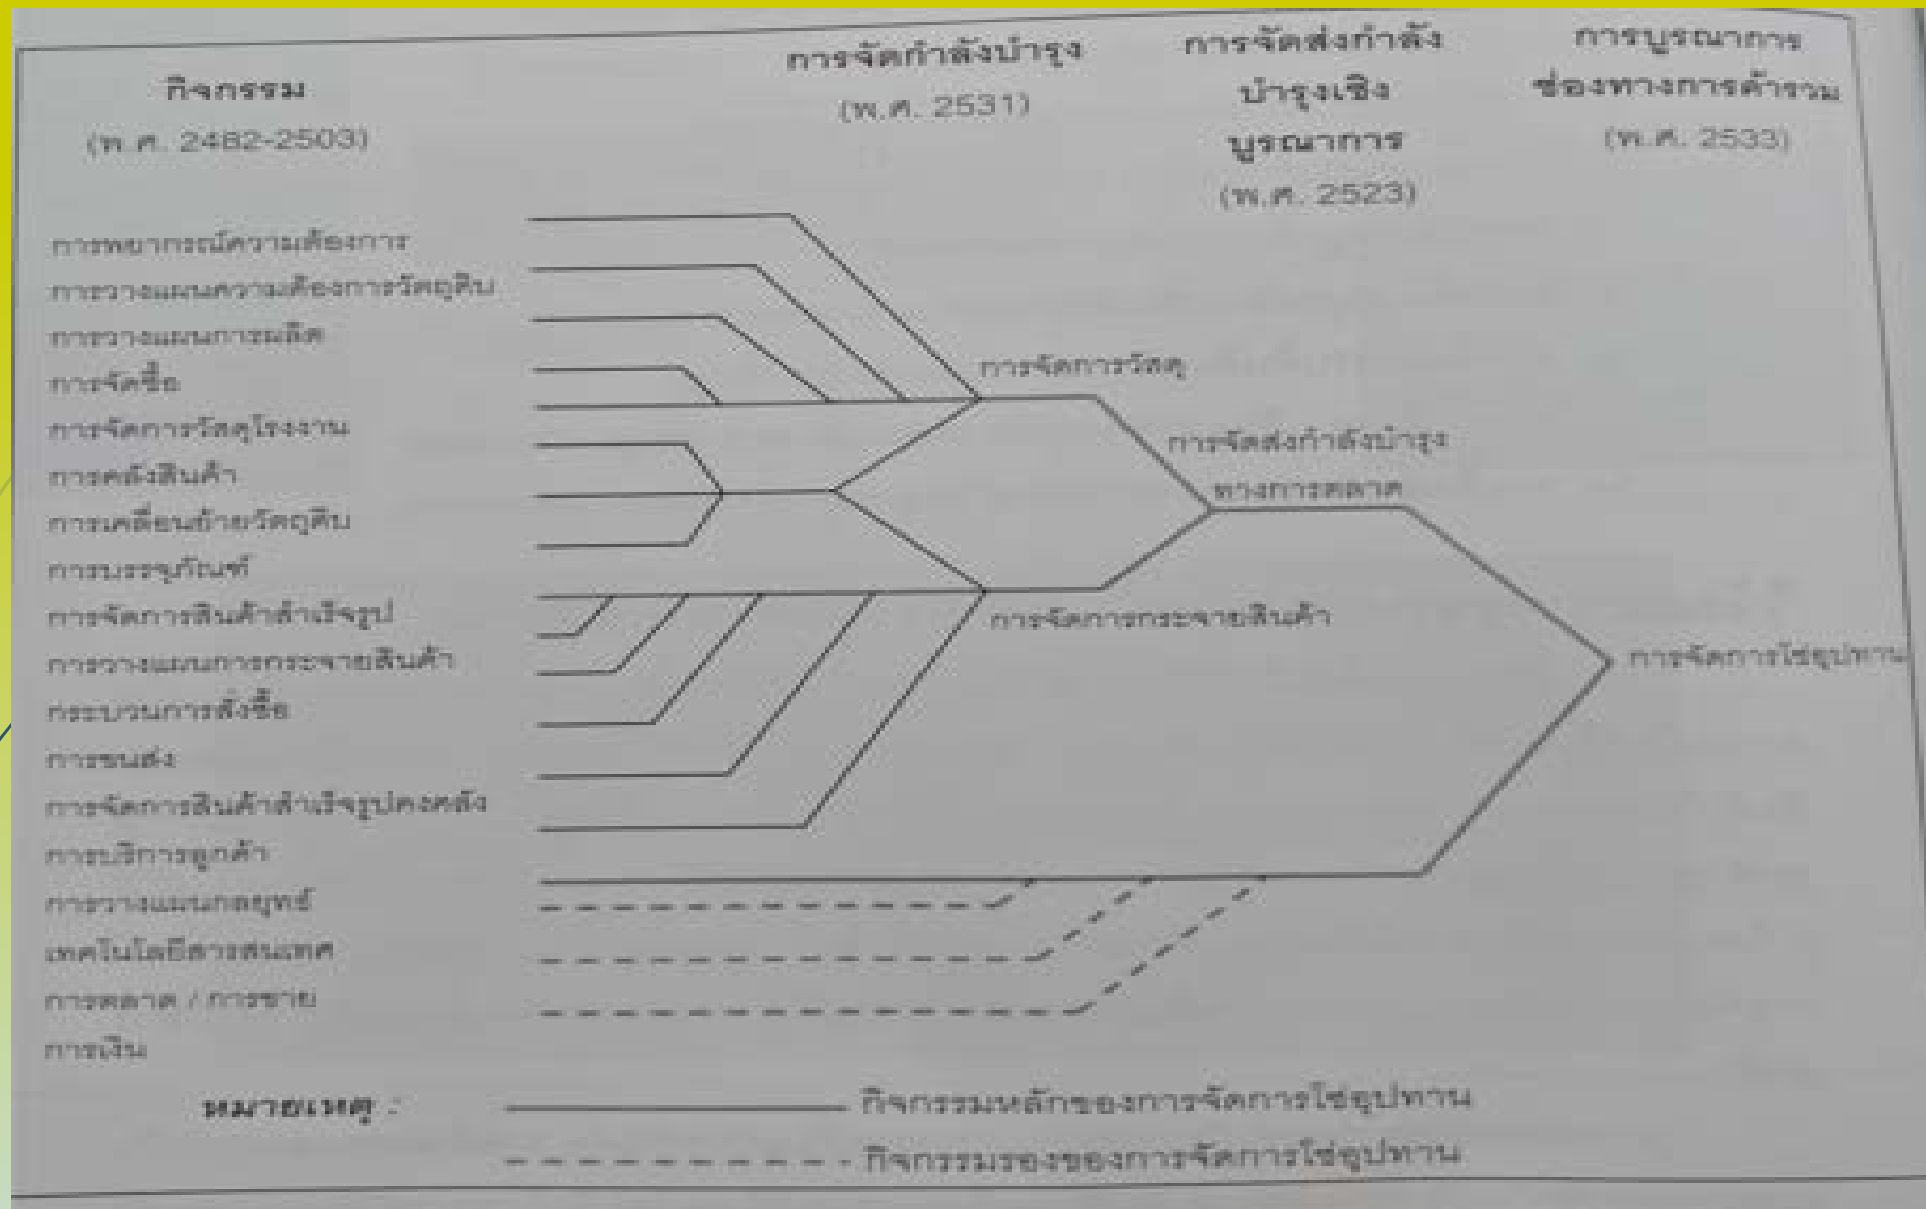 กิจกรรม
(พ.ศ. 2482-2503)
การจัดกำลังบำรุง
(พ.ศ. 2531)
การจัดส่งกำลัง
บำรุงเชิง
บูรณาการ
(พ.ศ. 2523)
การบูรณาการ
ช่องทางการค้ารวม
(พ.ศ. 2533)
การพยากรณ์ความต้องการ
การวางแผนความต้องการวัตถุดิบ
การวางแผนการผลิต
การจัดซื้อ
การจัดการวัสดุโรงงาน
การคลังสินค้า
การเคลื่อนย้ายวัตถุดิบ
การบรรจุภัณฑ์
การจัดการสินค้าสำเร็จรูป
การวางแผนการกระจายสินค้า
กระบวนการสั่งซื้อ
การขนส่ง
การจัดการสินค้าสำเร็จรูปคงคลัง
การบริการลูกค้า
การวางแผนกลยุทธ์
เทคโนโลยีสารสนเทศ
การตลาด / การขาย
การเงิน
การจัดการวัสดุ
การจัดส่งกำลังบำรุง
ทางการตลาด
การจัดการกระจายสินค้า
การจัดการโซ่อุปทาน
หมายเหตุ :
กิจกรรมหลักของการจัดการโซ่อุปทาน
กิจกรรมรองของการจัดการโซ่อุปทาน